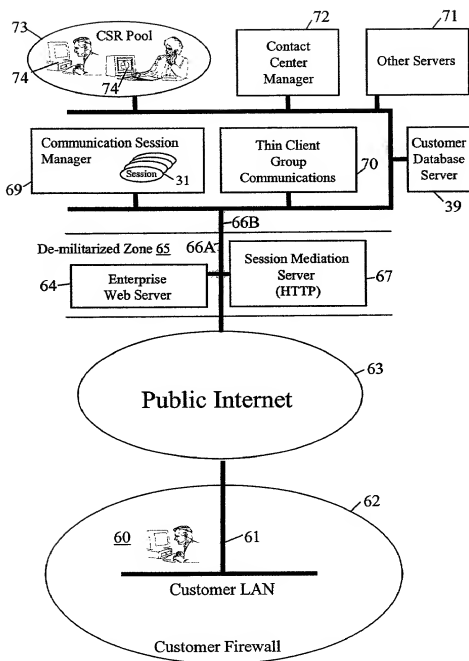 73
CSR Pool
74
74
72
Contact
Center
Manager
71
Other Servers
Communication Session
Manager
Session
69
31
Thin Client
Group
Communications
70
Customer
Database
Server
39
66B
De-militarized Zone 65
66A
64
Enterprise
Web Server
Session Mediation
Server
(HTTP)
67
63
Public Internet
62
60
61
Customer LAN
Customer Firewall